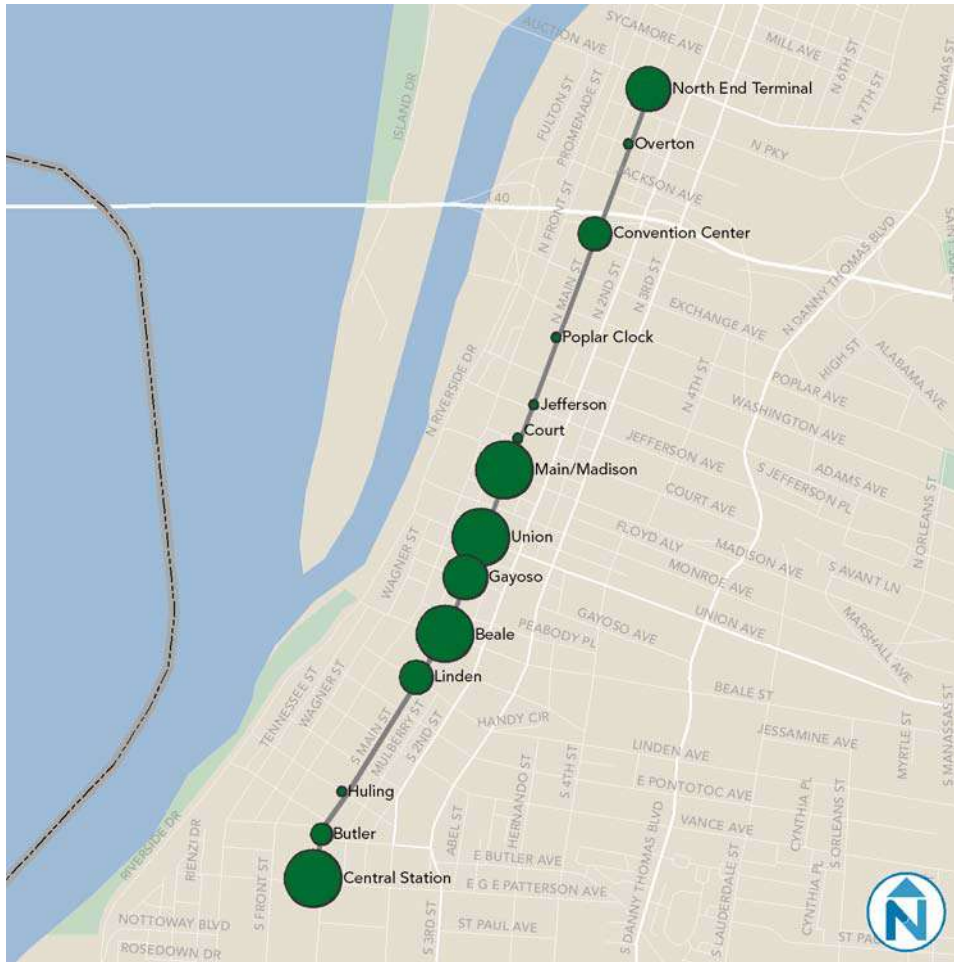 SYCAMORE AVE
AUCTION AVE
MILL AVE
N 6TH ST
N 7TH ST
THOMAS ST
ISLAND DR
FULTON ST
PROMENADE ST
North End Terminal
Overton
N PKY
JACKSON AVE
40
N FRONT ST
Convention Center
N DANNY THOMAS BLVD
N MAIN ST
N 2ND ST
N 3RD ST
EXCHANGE AVE
Poplar Clock
HIGH ST
ALABAMA AVE
N RIVERSIDE DR
POPLAR AVE
N 4TH ST
WASHINGTON AVE
Jefferson
Court
JEFFERSON AVE
ADAMS AVE
S JEFFERSON PL
Main/Madison
COURT AVE
N ORLEANS ST
WAGNER ST
Union
FLOYD ALY
MADISON AVE
S AVANT LN
MONROE AVE
Gayoso
UNION AVE
MARSHALL AVE
GAYOSO AVE
PEABODY PL
Beale
Linden
BEALE ST
TENNESSEE ST
WAGNER ST
S MAIN ST
MULBERRY ST
S 2ND ST
HANDY CIR
JESSAMINE AVE
MYRTLE ST
S MANASSAS ST
LINDEN AVE
S 4TH ST
HERNANDO ST
E PONTOTOC AVE
Huling
VANCE AVE
CYNTHIA PL
S ORLEANS ST
RIVERSIDE DR
RIENZI DR
Butler
ABEL ST
E BUTLER AVE
Central Station
E G E PATTERSON AVE
S FRONT ST
S 3RD ST
S DANNY THOMAS BLVD
S LAUDERDALE ST
CYNTHIA PL
NOTTOWAY BLVD
ST PAUL AVE
ST PAUL
ROSEDOWN DR
N